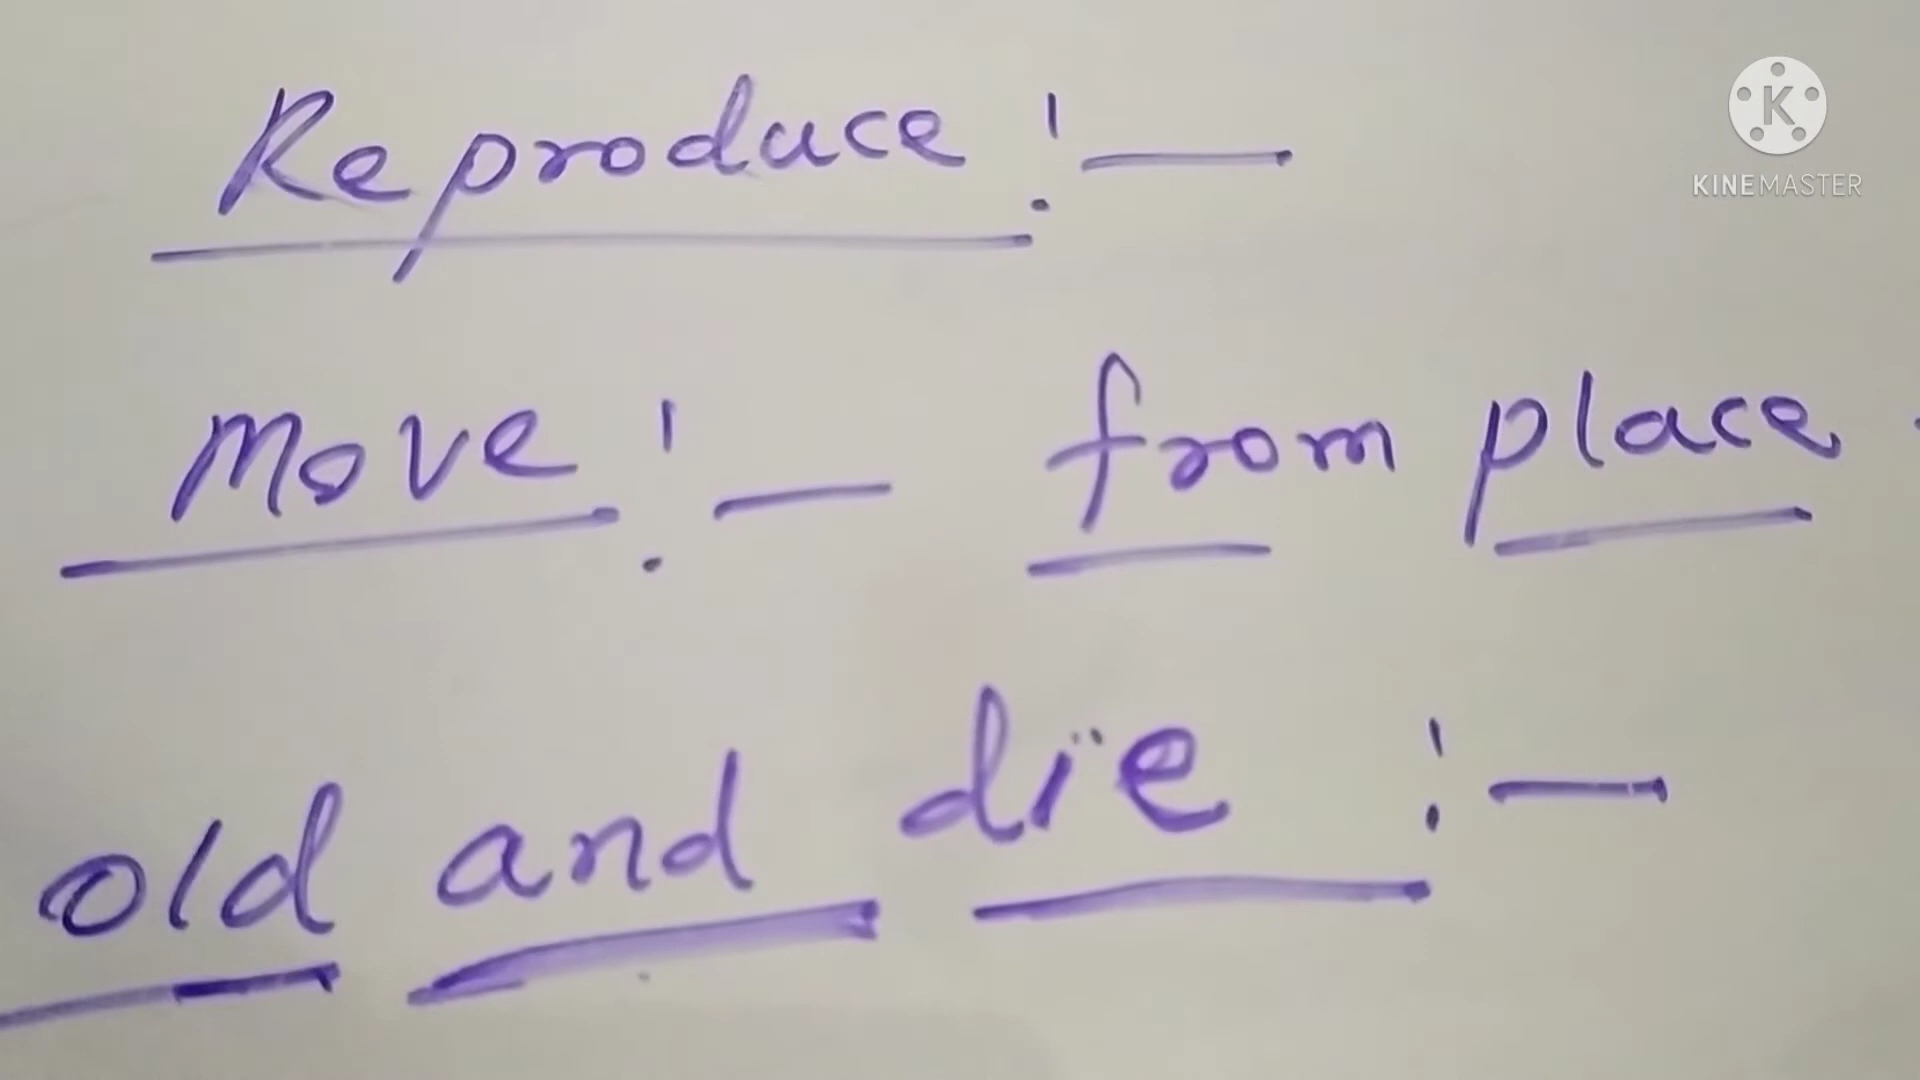 Reproduce :-
KINEMASTER
Move :- from place
old and die :-